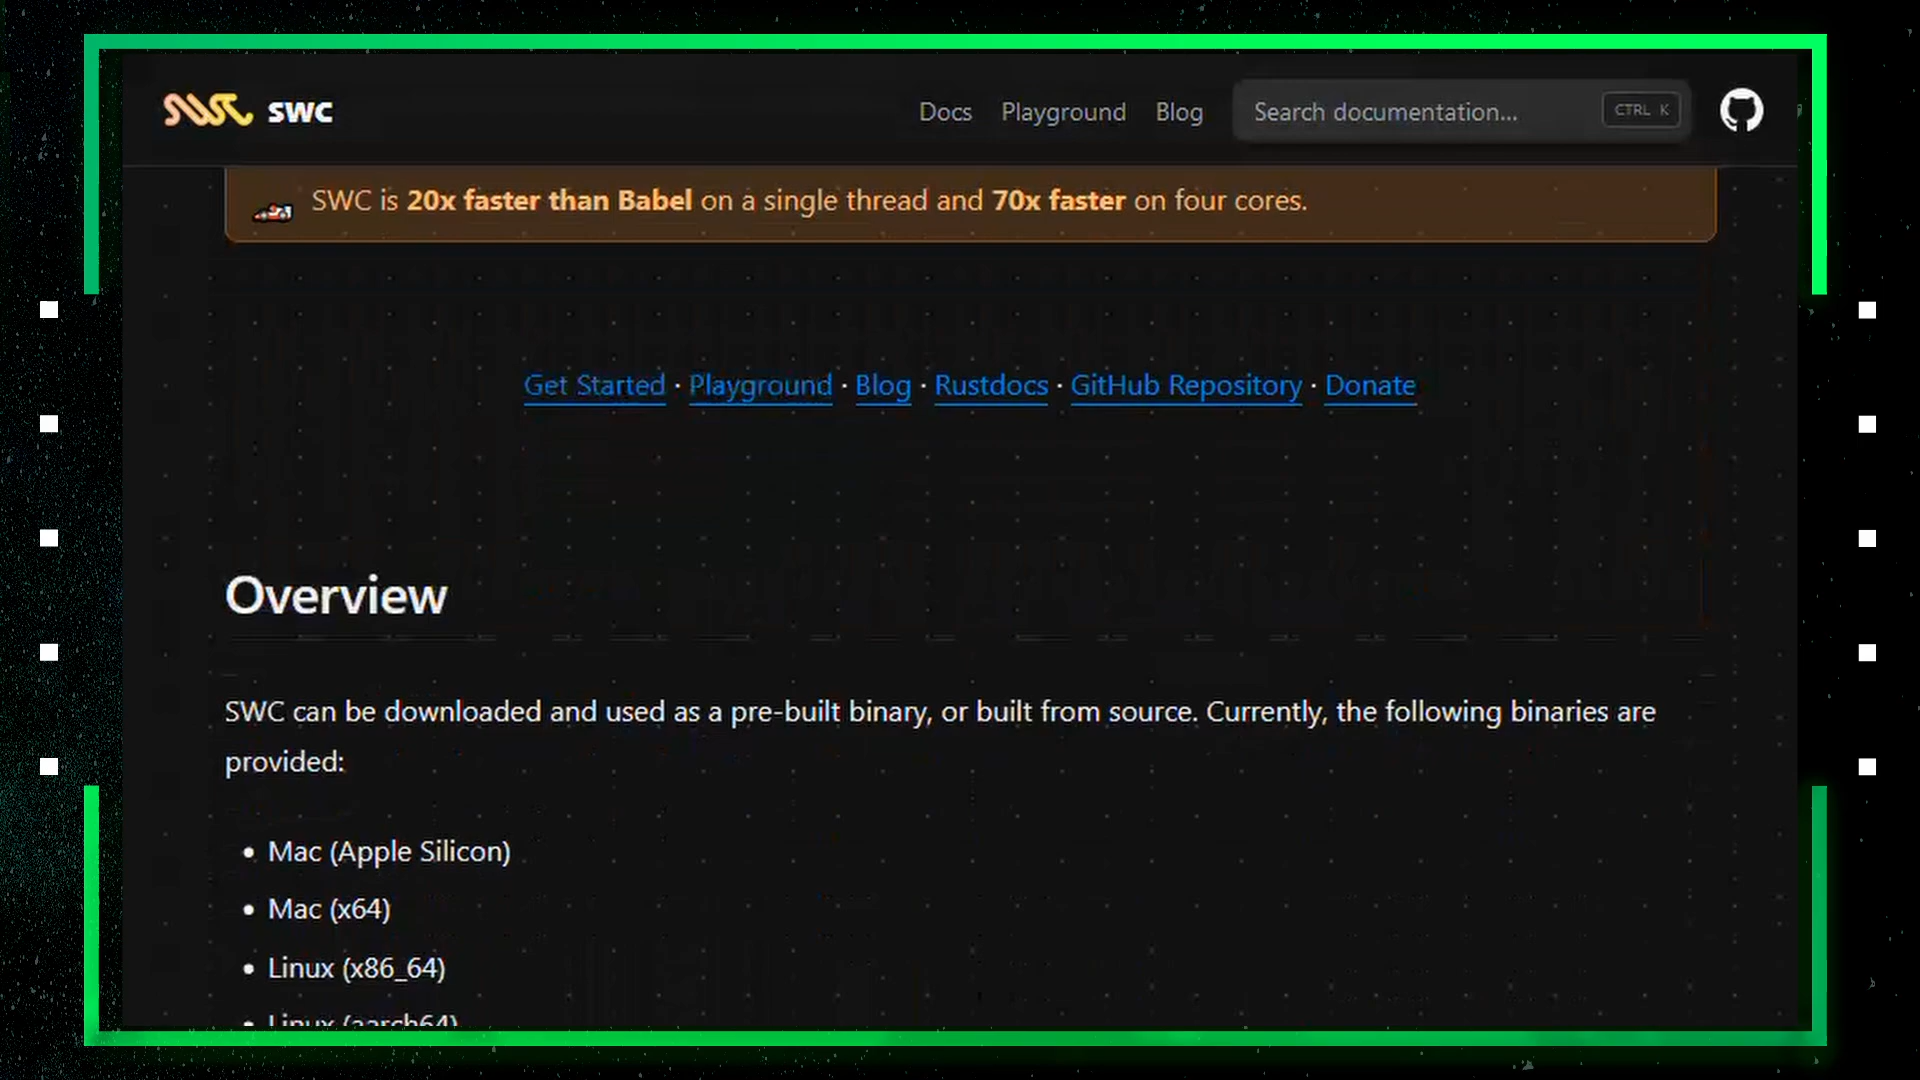 swc
Docs Playground Blog Search documentation... CTRL K
SWC is 20x faster than Babel on a single thread and 70x faster on four cores.
Get Started · Playground · Blog · Rustdocs · GitHub Repository · Donate
Overview
SWC can be downloaded and used as a pre-built binary, or built from source. Currently, the following binaries are
provided:
• Mac (Apple Silicon)
• Mac (x64)
• Linux (x86_64)
• Linux (aarch64)